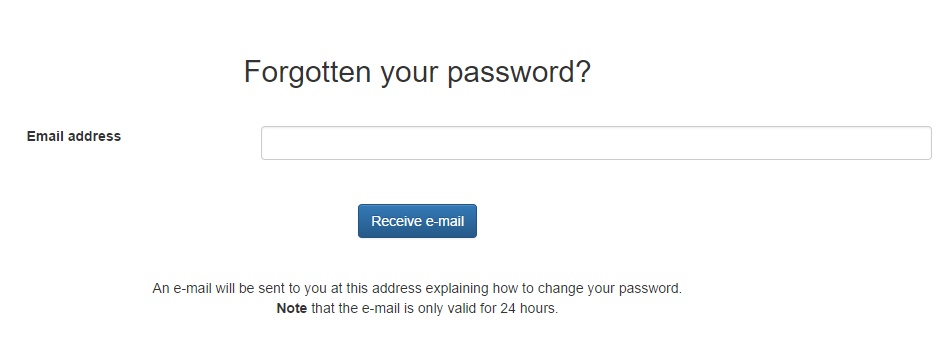 Forgotten your password?
Email address
Receive e-mail
An e-mail will be sent to you at this address explaining how to change your password.
Note that the e-mail is only valid for 24 hours.